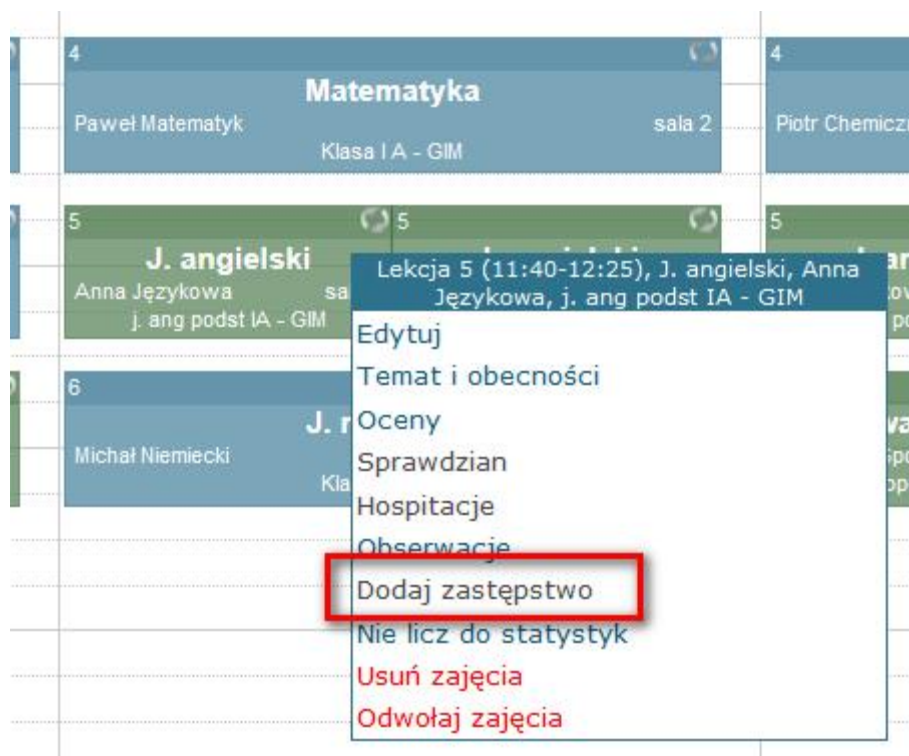 4
Matematyka
Paweł Matematyk
sala 2
Klasa I A - GIM
4
Piotr
5
J. angielski
Anna Językowa
j. ang podst IA - GIM
5
5
6
J.
Michał Niemiecki
Lekcja 5 (11:40-12:25), J. angielski, Anna
Językowa, j. ang podst IA - GIM
Edytuj
Temat i obecności
Oceny
Sprawdzian
Hospitacje
Obserwacje
Dodaj zastępstwo
Nie licz do statystyk
Usuń zajęcia
Odwołaj zajęcia